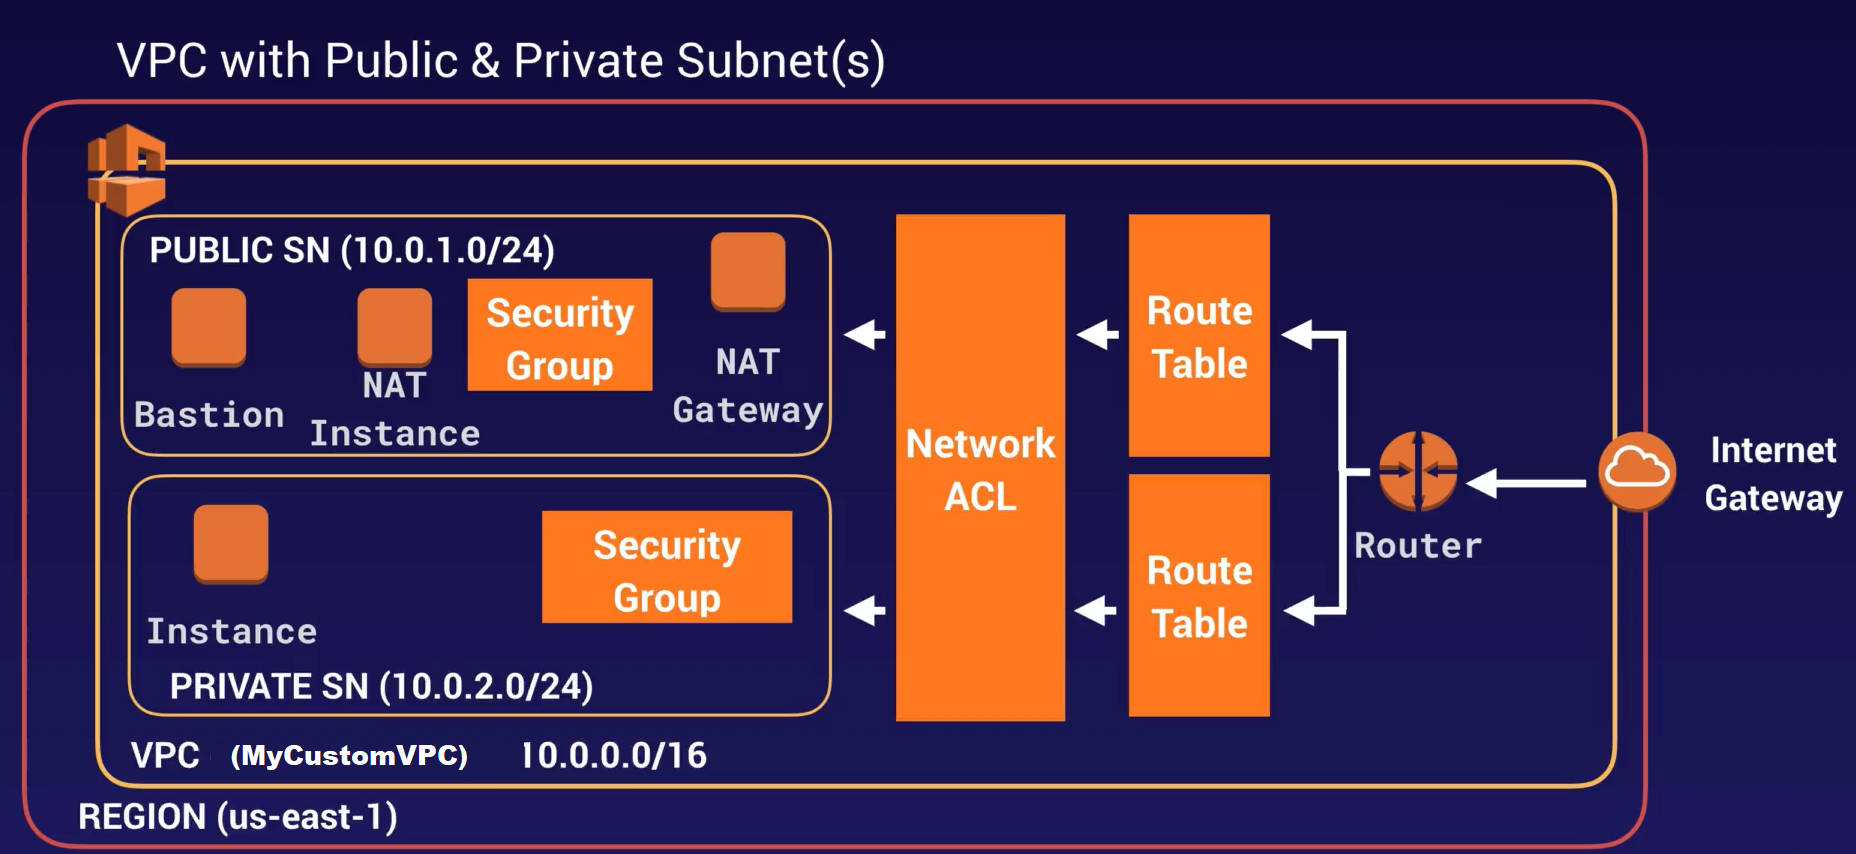 VPC with Public & Private Subnet(s)
PUBLIC SN (10.0.1.0/24)
Bastion
NAT
Instance
Security
Group
NAT
Gateway
Instance
Security
Group
PRIVATE SN (10.0.2.0/24)
Network
ACL
Route
Table
Route
Table
Router
Internet
Gateway
VPC (MyCustomVPC) 10.0.0.0/16
REGION (us-east-1)